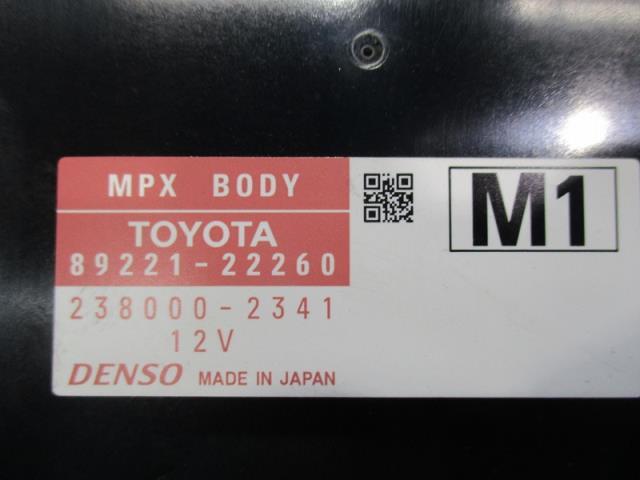 MPX BODY
TOYOTA
89221-22260
238000-2341
12V
DENSO MADE IN JAPAN
M1